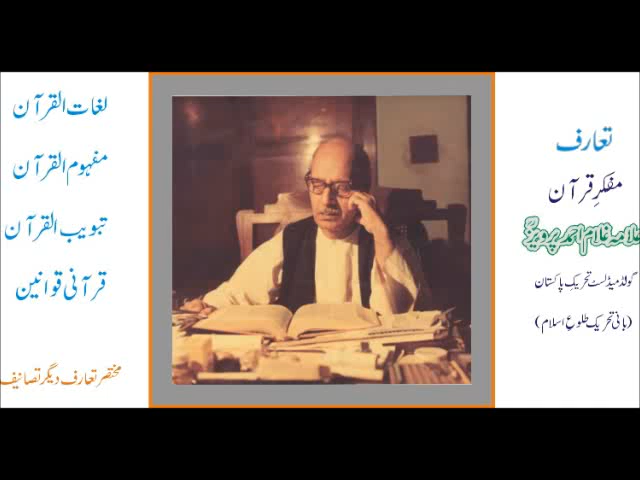 تعارف
مفکرِ قرآن
علامہ غلام احمد پرویزؒ
گولڈ میڈلسٹ تحریکِ پاکستان
(بانی تحریک طلوعِ اسلام)
لغات القرآن
مفہوم القرآن
تبویب القرآن
قرآنی قوانین
مختصر تعارف دیگر تصانیف